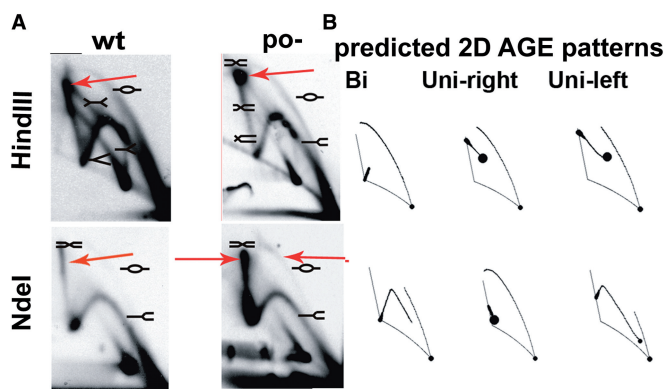 A
B
wt
po-
predicted 2D AGE patterns
Bi
Uni-right
Uni-left
HindIII
NdeI